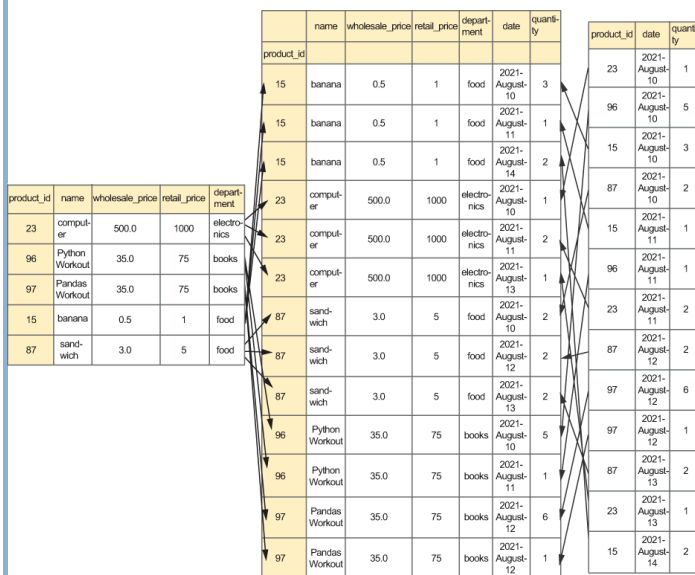 product_id name wholesale_price retail_price depart-
ment
23 comput-
er 500.0 1000 electro-
nics
96 Python
Workout 35.0 75 books
97 Pandas
Workout 35.0 75 books
15 banana 0.5 1 food
87 sand-
wich 3.0 5 food
name wholesale_price retail_price depart-
ment date quanti-
ty
product_id
15 banana 0.5 1 food 2021-
August-
10 3
15 banana 0.5 1 food 2021-
August-
11 1
15 banana 0.5 1 food 2021-
August-
14 2
23 comput-
er 500.0 1000 electro-
nics 2021-
August-
10 1
23 comput-
er 500.0 1000 electro-
nics 2021-
August-
11 2
23 comput-
er 500.0 1000 electro-
nics 2021-
August-
13 1
87 sand-
wich 3.0 5 food 2021-
August-
10 2
87 sand-
wich 3.0 5 food 2021-
August-
12 2
87 sand-
wich 3.0 5 food 2021-
August-
13 2
96 Python
Workout 35.0 75 books 2021-
August-
10 5
96 Python
Workout 35.0 75 books 2021-
August-
11 1
97 Pandas
Workout 35.0 75 books 2021-
August-
12 6
97 Pandas
Workout 35.0 75 books 2021-
August-
12 1
product_id date quanti
ty
23 2021-
August-
10 1
96 2021-
August-
10 5
15 2021-
August-
10 3
87 2021-
August-
10 2
15 2021-
August-
11 1
96 2021-
August-
11 1
23 2021-
August-
11 2
87 2021-
August-
12 2
97 2021-
August-
12 6
97 2021-
August-
12 1
87 2021-
August-
13 2
23 2021-
August-
13 1
15 2021-
August-
14 2